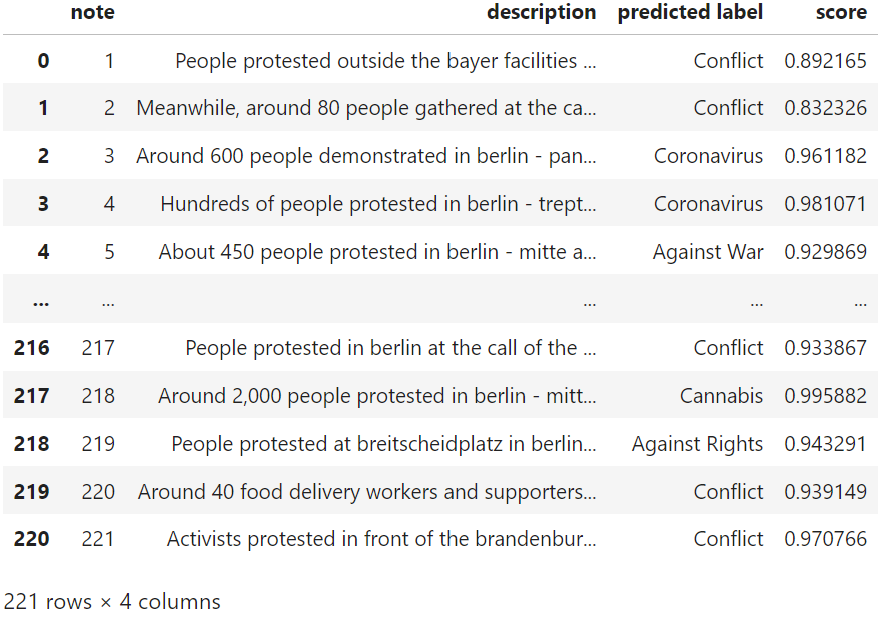 note description predicted label score
0 1 People protested outside the bayer facilities ... Conflict 0.892165
1 2 Meanwhile, around 80 people gathered at the ca... Conflict 0.832326
2 3 Around 600 people demonstrated in berlin - pan... Coronavirus 0.961182
3 4 Hundreds of people protested in berlin - trept... Coronavirus 0.981071
4 5 About 450 people protested in berlin - mitte a... Against War 0.929869
... ... ... ... ...
216 217 People protested in berlin at the call of the ... Conflict 0.933867
217 218 Around 2,000 people protested in berlin - mitt... Cannabis 0.995882
218 219 People protested at breitscheidplatz in berlin... Against Rights 0.943291
219 220 Around 40 food delivery workers and supporters... Conflict 0.939149
220 221 Activists protested in front of the brandenbur... Conflict 0.970766
221 rows × 4 columns